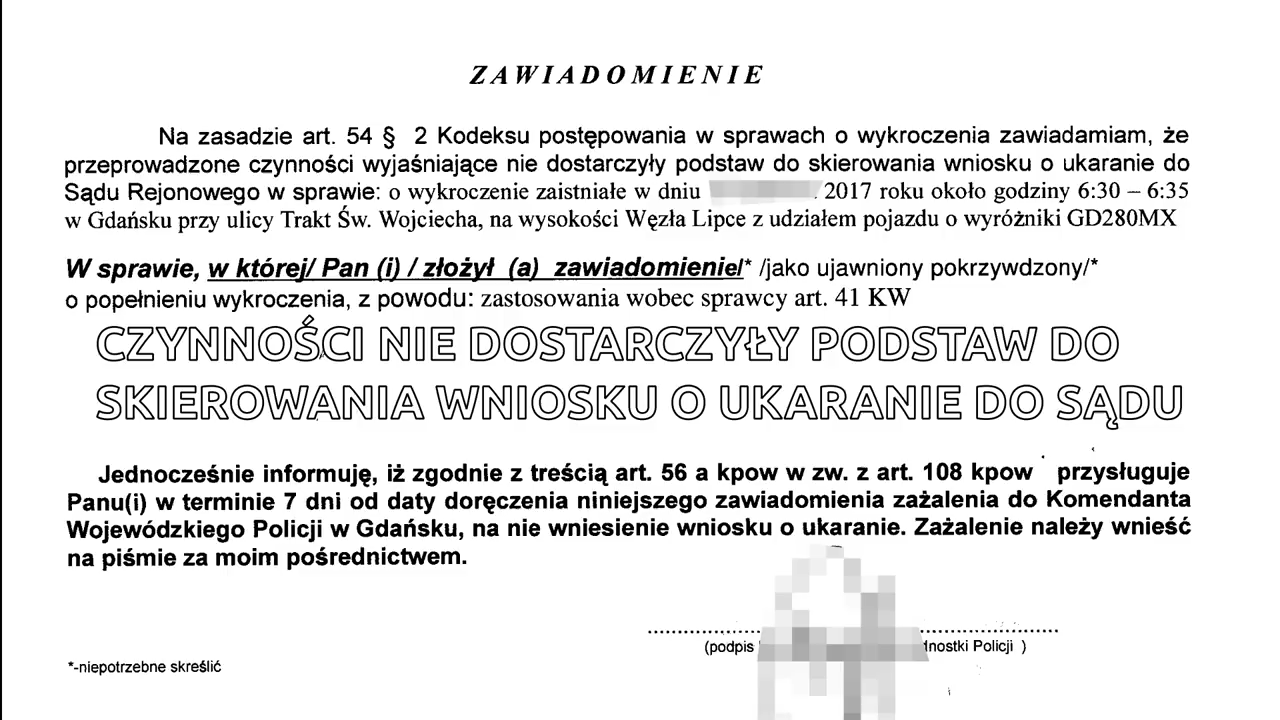 ZAWIADOMIENIE
Na zasadzie art. 54 § 2 Kodeksu postępowania w sprawach o wykroczenia zawiadamiam, że
przeprowadzone czynności wyjaśniające nie dostarczyły podstaw do skierowania wniosku o ukaranie do
Sądu Rejonowego w sprawie: o wykroczenie zaistniałe w dniu . 2017 roku około godziny 6:30 – 6:35
w Gdańsku przy ulicy Trakt Św. Wojciecha, na wysokości Węzła Lipce z udziałem pojazdu o wyróżniki GD280MX
W sprawie, w której/ Pan (i) / złożył (a) zawiadomienie/* /jako ujawniony pokrzywdzony/*
o popełnieniu wykroczenia, z powodu: zastosowania wobec sprawcy art. 41 KW
CZYNNOŚCI NIE DOSTARCZYŁY PODSTAW DO
SKIEROWANIA WNIOSKU O UKARANIE DO SĄDU
Jednocześnie informuję, iż zgodnie z treścią art. 56 a kpow w zw. z art. 108 kpow przysługuje
Panu(i) w terminie 7 dni od daty doręczenia niniejszego zawiadomienia zażalenia do Komendanta
Wojewódzkiego Policji w Gdańsku, na nie wniesienie wniosku o ukaranie. Zażalenie należy wnieść
na piśmie za moim pośrednictwem.
(podpis Policji )
*-niepotrzebne skreślić